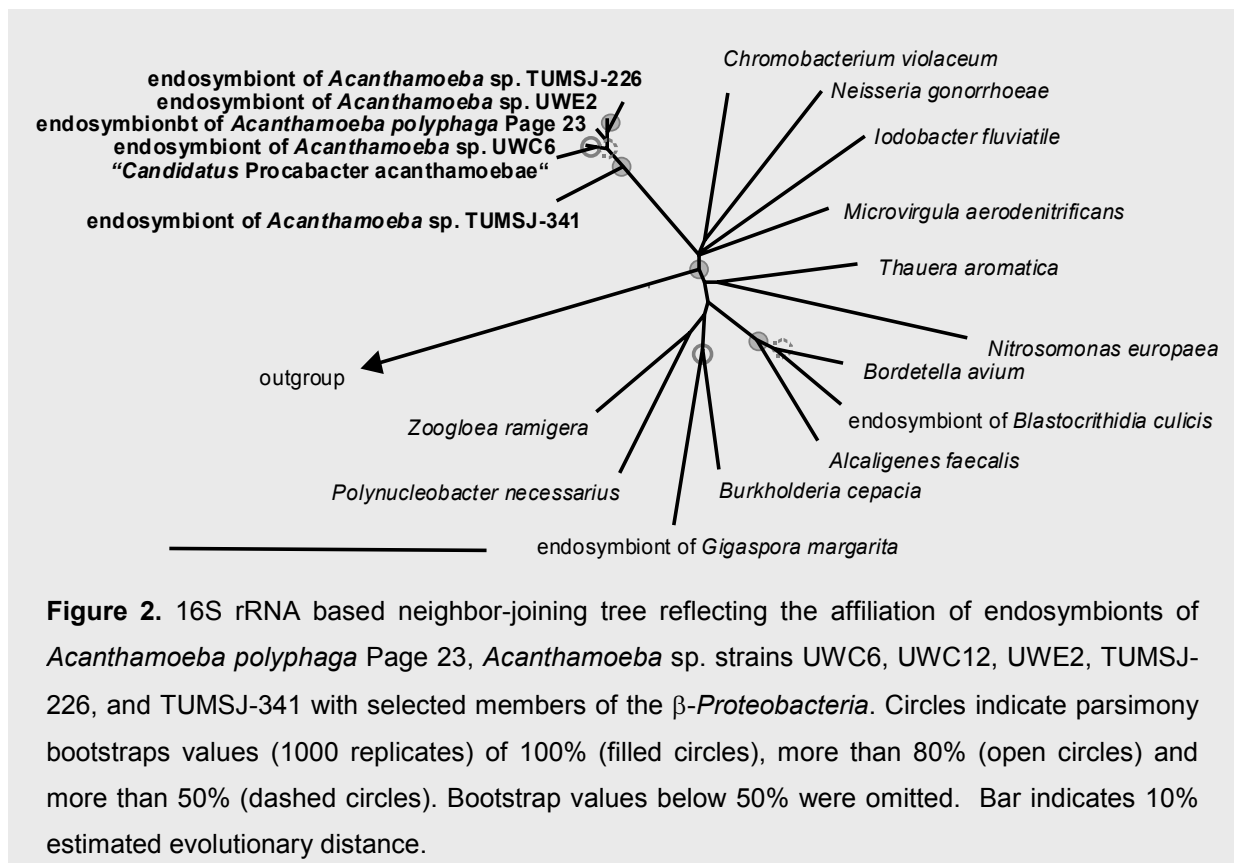 endosymbiont of Acanthamoeba sp. TUMSJ-226
endosymbiont of Acanthamoeba sp. UWE2
endosymbionbt of Acanthamoeba polyphaga Page 23
endosymbiont of Acanthamoeba sp. UWC6
“Candidatus Procabacter acanthamoebae“
endosymbiont of Acanthamoeba sp. TUMSJ-341
Chromobacterium violaceum
Neisseria gonorrhoeae
Iodobacter fluviatile
Microvirgula aerodenitrificans
Thauera aromatica
Nitrosomonas europaea
Bordetella avium
endosymbiont of Blastocrithidia culicis
Alcaligenes faecalis
Burkholderia cepacia
endosymbiont of Gigaspora margarita
Polynucleobacter necessarius
Zoogloea ramigera
outgroup
Figure 2. 16S rRNA based neighbor-joining tree reflecting the affiliation of endosymbionts of
Acanthamoeba polyphaga Page 23, Acanthamoeba sp. strains UWC6, UWC12, UWE2, TUMSJ-
226, and TUMSJ-341 with selected members of the β-Proteobacteria. Circles indicate parsimony
bootstraps values (1000 replicates) of 100% (filled circles), more than 80% (open circles) and
more than 50% (dashed circles). Bootstrap values below 50% were omitted. Bar indicates 10%
estimated evolutionary distance.